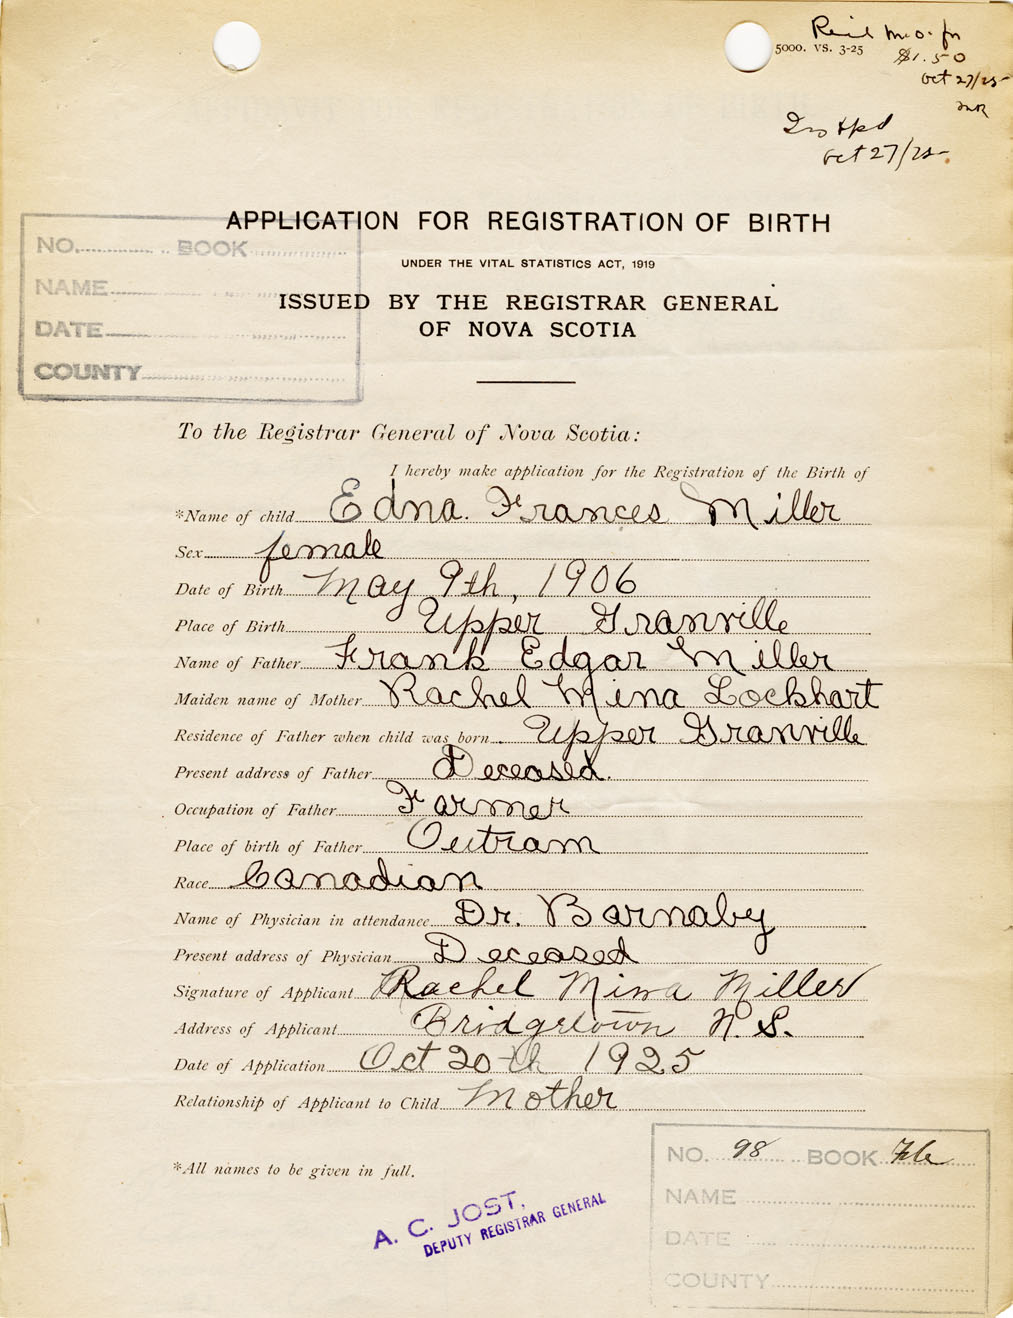 Rec'd M.O. for
5000. VS. 3-25
$1.50
Oct 27/25
Oct 27/25
APPLICATION FOR REGISTRATION OF BIRTH
UNDER THE VITAL STATISTICS ACT, 1919
ISSUED BY THE REGISTRAR GENERAL
OF NOVA SCOTIA
NO. BOOK
NAME
DATE
COUNTY
To the Registrar General of Nova Scotia:
I hereby make application for the Registration of the Birth of
*Name of child Edna. Frances Miller
Sex female
Date of Birth May 9th, 1906
Place of Birth Upper Granville
Name of Father Frank Edgar Miller
Maiden name of Mother Rachel Mina Lockhart
Residence of Father when child was born Upper Granville
Present address of Father Deceased.
Occupation of Father Farmer
Place of birth of Father Outram
Race Canadian
Name of Physician in attendance Dr. Barnaby
Present address of Physician Deceased
Signature of Applicant Rachel Mina Miller
Address of Applicant Bridgetown N.S.
Date of Application Oct 20th 1925
Relationship of Applicant to Child Mother
*All names to be given in full.
A. C. JOST,
DEPUTY REGISTRAR GENERAL
NO. 98 BOOK
NAME
DATE
COUNTY